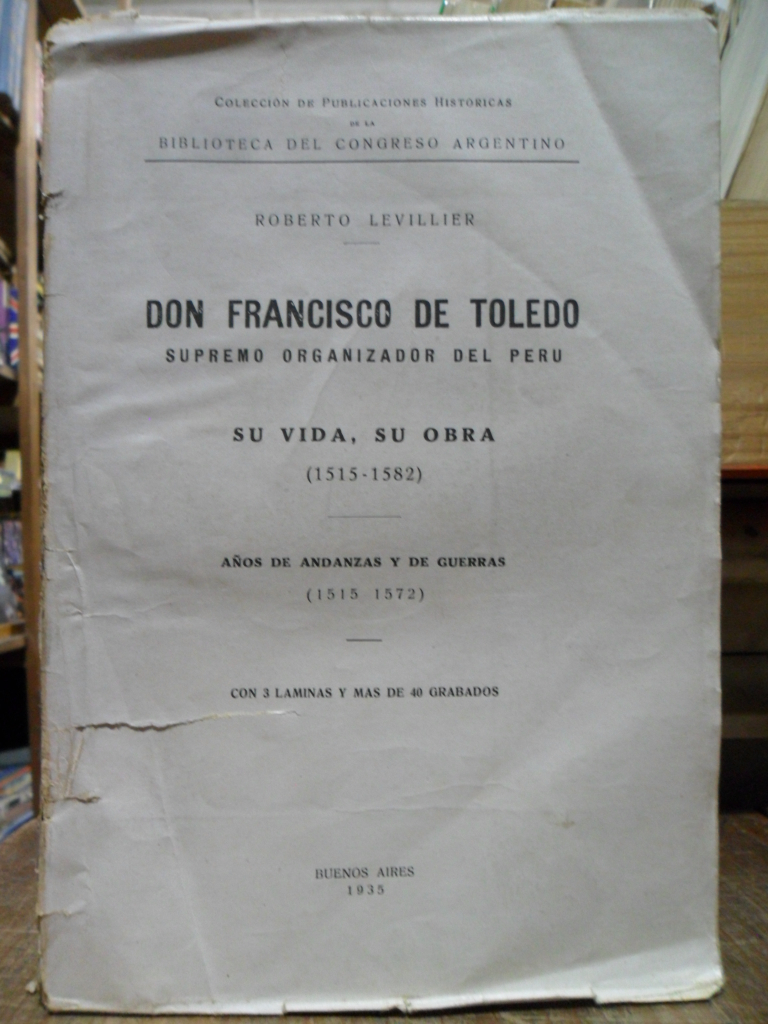 COLECCIÓN DE PUBLICACIONES HISTORICAS
DE LA
BIBLIOTECA DEL CONGRESO ARGENTINO
ROBERTO LEVILLIER
DON FRANCISCO DE TOLEDO
SUPREMO ORGANIZADOR DEL PERU
SU VIDA, SU OBRA
(1515-1582)
AÑOS DE ANDANZAS Y DE GUERRAS
(1515 1572)
CON 3 LAMINAS Y MAS DE 40 GRABADOS
BUENOS AIRES
1935